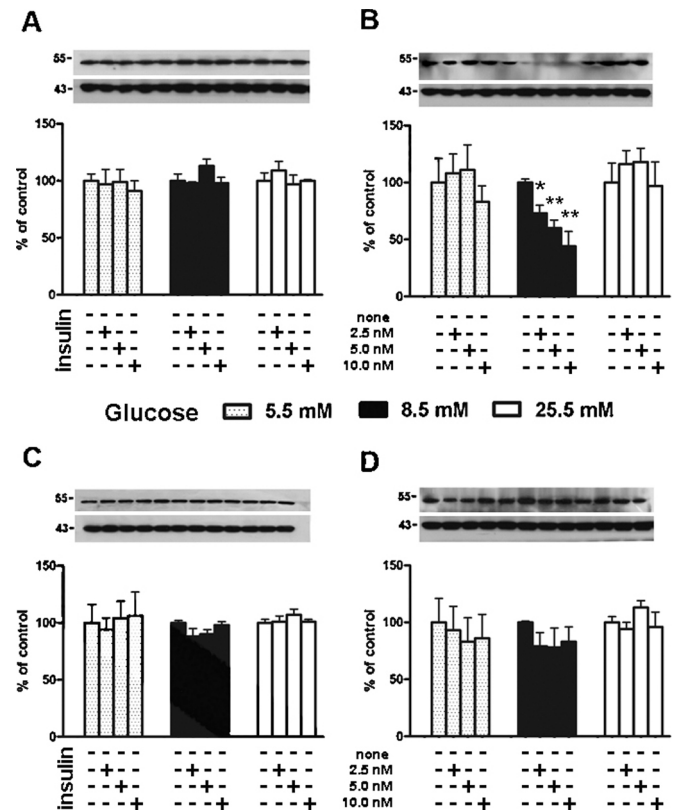 A
B
55-
43-
55-
43-
150
100
50
0
% of control
150
100
50
0
% of control
*
**
**
insulin
- - - - - - - - - - - -
- + - - - + - - - + - -
- - + - - - + - - - + -
- - - + - - - + - - - +
none - - - - - - - - - - - -
2.5 nM - + - - - + - - - + - -
5.0 nM - - + - - - + - - - + -
10.0 nM - - - + - - - + - - - +
Glucose 5.5 mM 8.5 mM 25.5 mM
C
D
55-
43-
55-
43-
150
100
50
0
% of control
150
100
50
0
% of control
insulin
- - - - - - - - - - - -
- + - - - + - - - + - -
- - + - - - + - - - + -
- - - + - - - + - - - +
none - - - - - - - - - - - -
2.5 nM - + - - - + - - - + - -
5.0 nM - - + - - - + - - - + -
10.0 nM - - - + - - - + - - - +